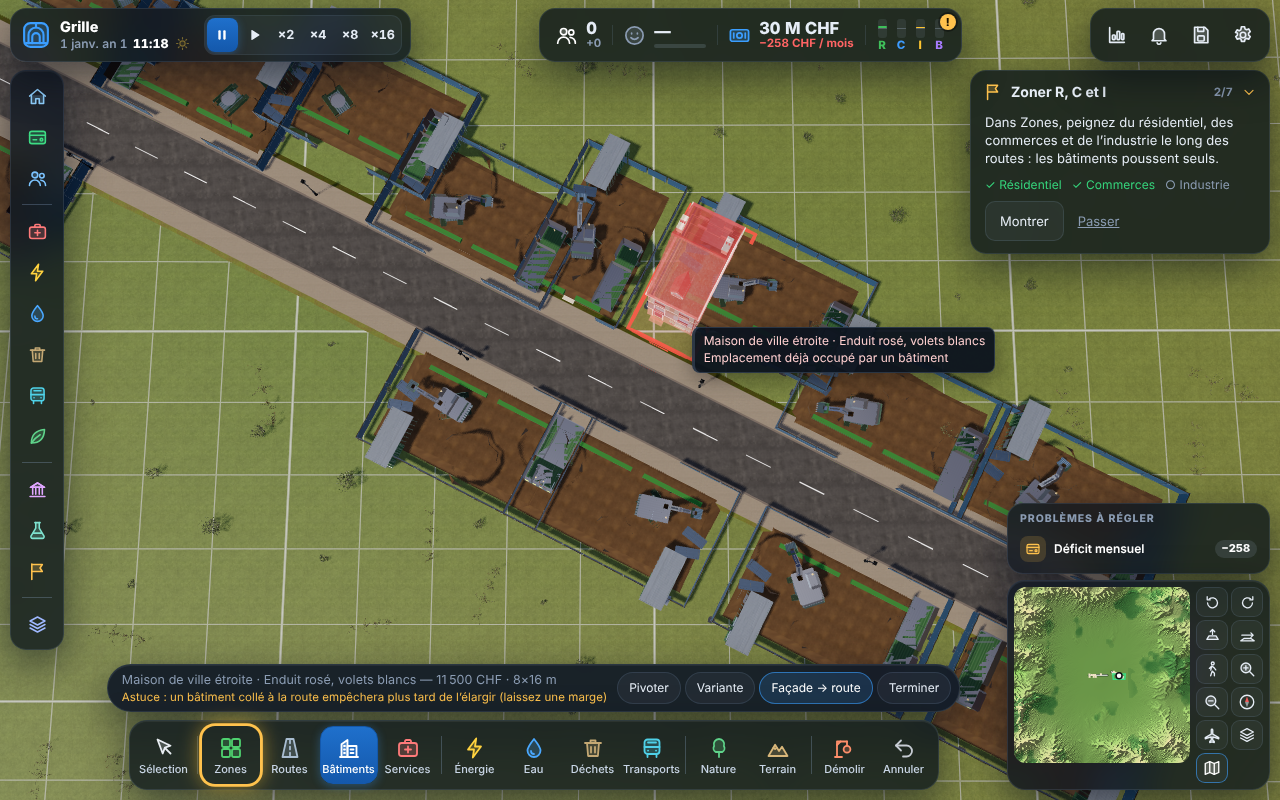 Grille
1 janv. an 1 11:18
×2 ×4 ×8 ×16
0
+0
—
30 M CHF
−258 CHF / mois
R C I B
!
Zoner R, C et I 2/7
Dans Zones, peignez du résidentiel, des
commerces et de l’industrie le long des
routes : les bâtiments poussent seuls.
✓ Résidentiel ✓ Commerces ○ Industrie
Montrer Passer
Maison de ville étroite · Enduit rosé, volets blancs
Emplacement déjà occupé par un bâtiment
PROBLÈMES À RÉGLER
Déficit mensuel −258
Maison de ville étroite · Enduit rosé, volets blancs — 11 500 CHF · 8×16 m
Astuce : un bâtiment collé à la route empêchera plus tard de l’élargir (laissez une marge)
Pivoter Variante Façade → route Terminer
Sélection Zones Routes Bâtiments Services Énergie Eau Déchets Transports Nature Terrain Démolir Annuler